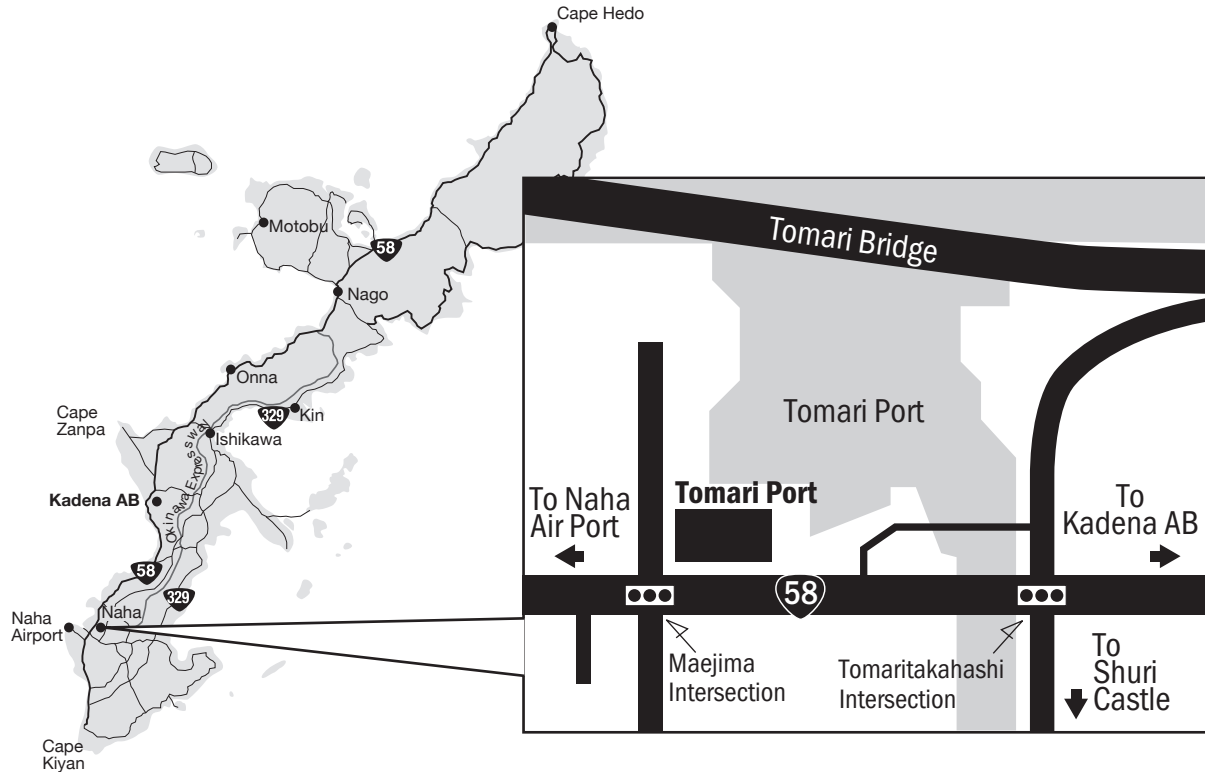 Cape Hedo
Motobu
58
Nago
Onna
329
Kin
Cape
Zanpa
Ishikawa
Okinawa Expressway
Kadena AB
58
329
Naha
Airport
Naha
Cape
Kiyan
Tomari Bridge
Tomari Port
To Naha
Air Port
Tomari Port
To
Kadena AB
58
Maejima
Intersection
Tomaritakahashi
Intersection
To
Shuri
Castle